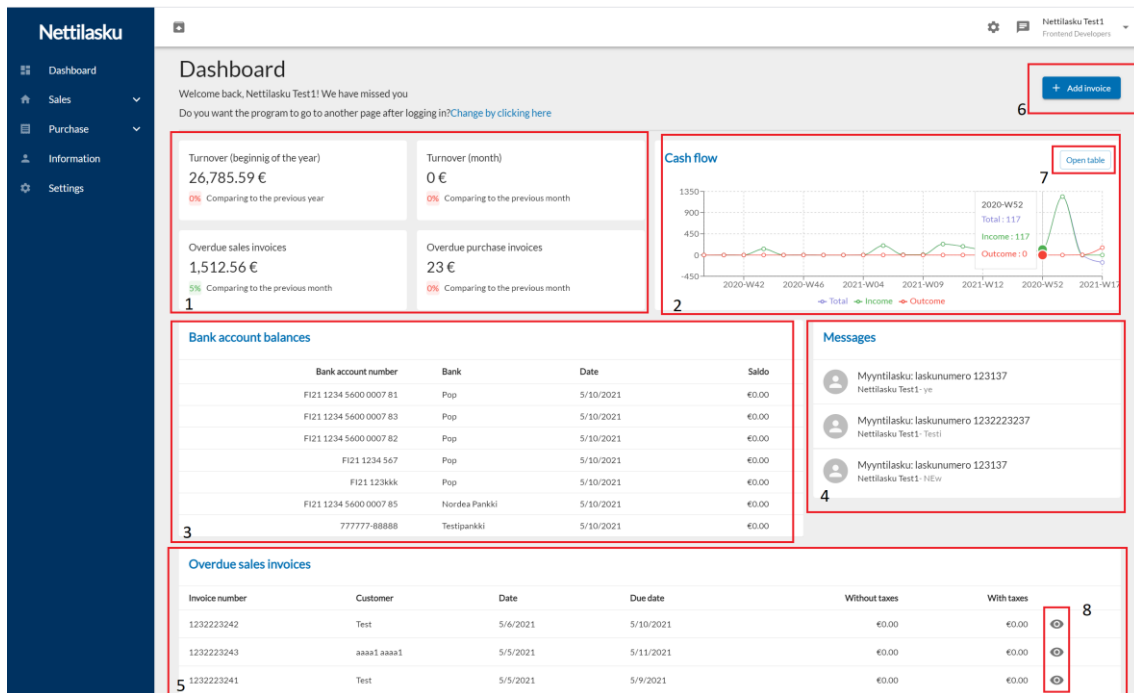 Nettilasku
Nettilasku Test1
Frontend Developers
Dashboard
Sales
Purchase
Information
Settings
Dashboard
Welcome back, Nettilasku Test1! We have missed you
Do you want the program to go to another page after logging in?Change by clicking here
+ Add invoice
6
Turnover (beginnig of the year)
26,785.59 €
0% Comparing to the previous year
Turnover (month)
0 €
0% Comparing to the previous month
Overdue sales invoices
1,512.56 €
5% Comparing to the previous month
Overdue purchase invoices
23 €
0% Comparing to the previous month
1
Cash flow
Open table
7
1350
900
450
0
-450
2020-W52
Total : 117
Income : 117
Outcome : 0
2020-W42 2020-W46 2021-W04 2021-W09 2021-W12 2020-W52 2021-W17
Total Income Outcome
2
Bank account balances
Bank account number Bank Date Saldo
FI21 1234 5600 0007 81 Pop 5/10/2021 €0.00
FI21 1234 5600 0007 83 Pop 5/10/2021 €0.00
FI21 1234 5600 0007 82 Pop 5/10/2021 €0.00
FI21 1234 567 Pop 5/10/2021 €0.00
FI21 123kkk Pop 5/10/2021 €0.00
FI21 1234 5600 0007 85 Nordea Pankki 5/10/2021 €0.00
777777-88888 Testipankki 5/10/2021 €0.00
3
Messages
Myyntilasku: laskunumero 123137
Nettilasku Test1- ye
Myyntilasku: laskunumero 1232223237
Nettilasku Test1- Testi
Myyntilasku: laskunumero 123137
Nettilasku Test1- NEw
4
Overdue sales invoices
Invoice number Customer Date Due date Without taxes With taxes
8
1232223242 Test 5/6/2021 5/10/2021 €0.00 €0.00
1232223243 aaaa1 aaaa1 5/5/2021 5/11/2021 €0.00 €0.00
1232223241 Test 5/5/2021 5/9/2021 €0.00 €0.00
5